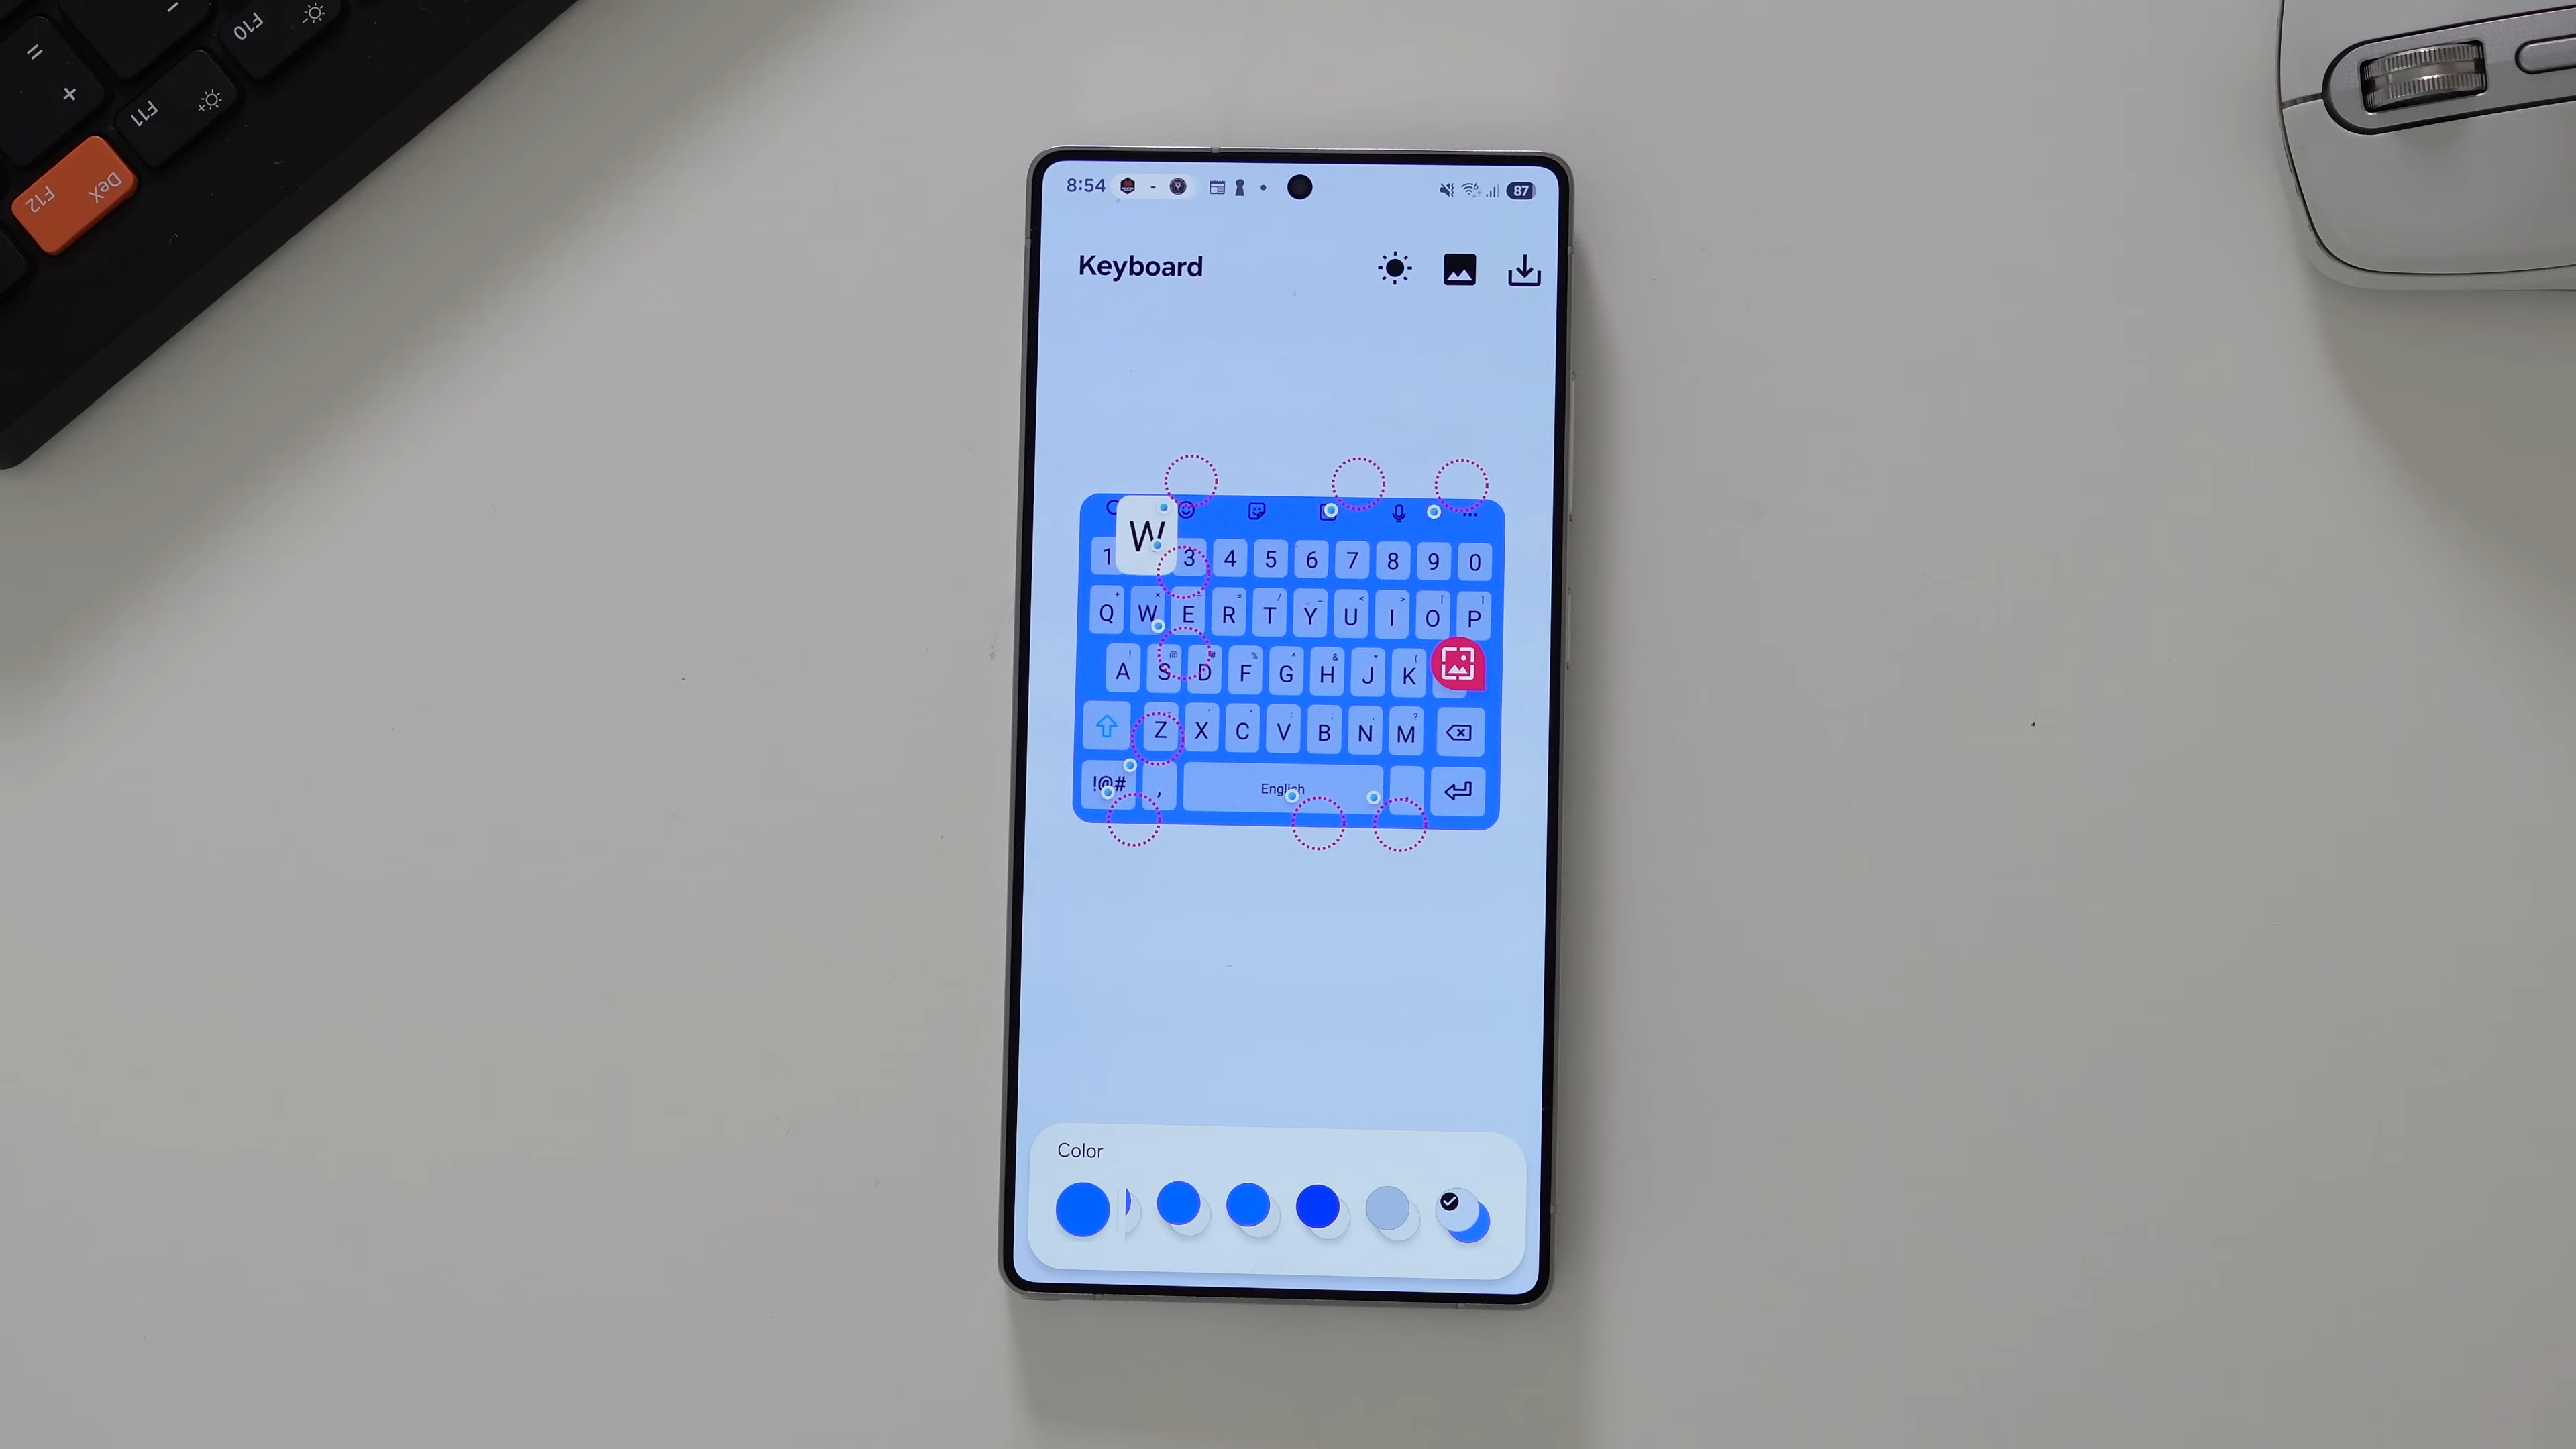 =
+
F10
F11
F12 DeX
8:54
87
Keyboard
W
1 3 4 5 6 7 8 9 0
Q W E R T Y U I O P
A S D F G H J K
Z X C V B N M
!@# , English
Color